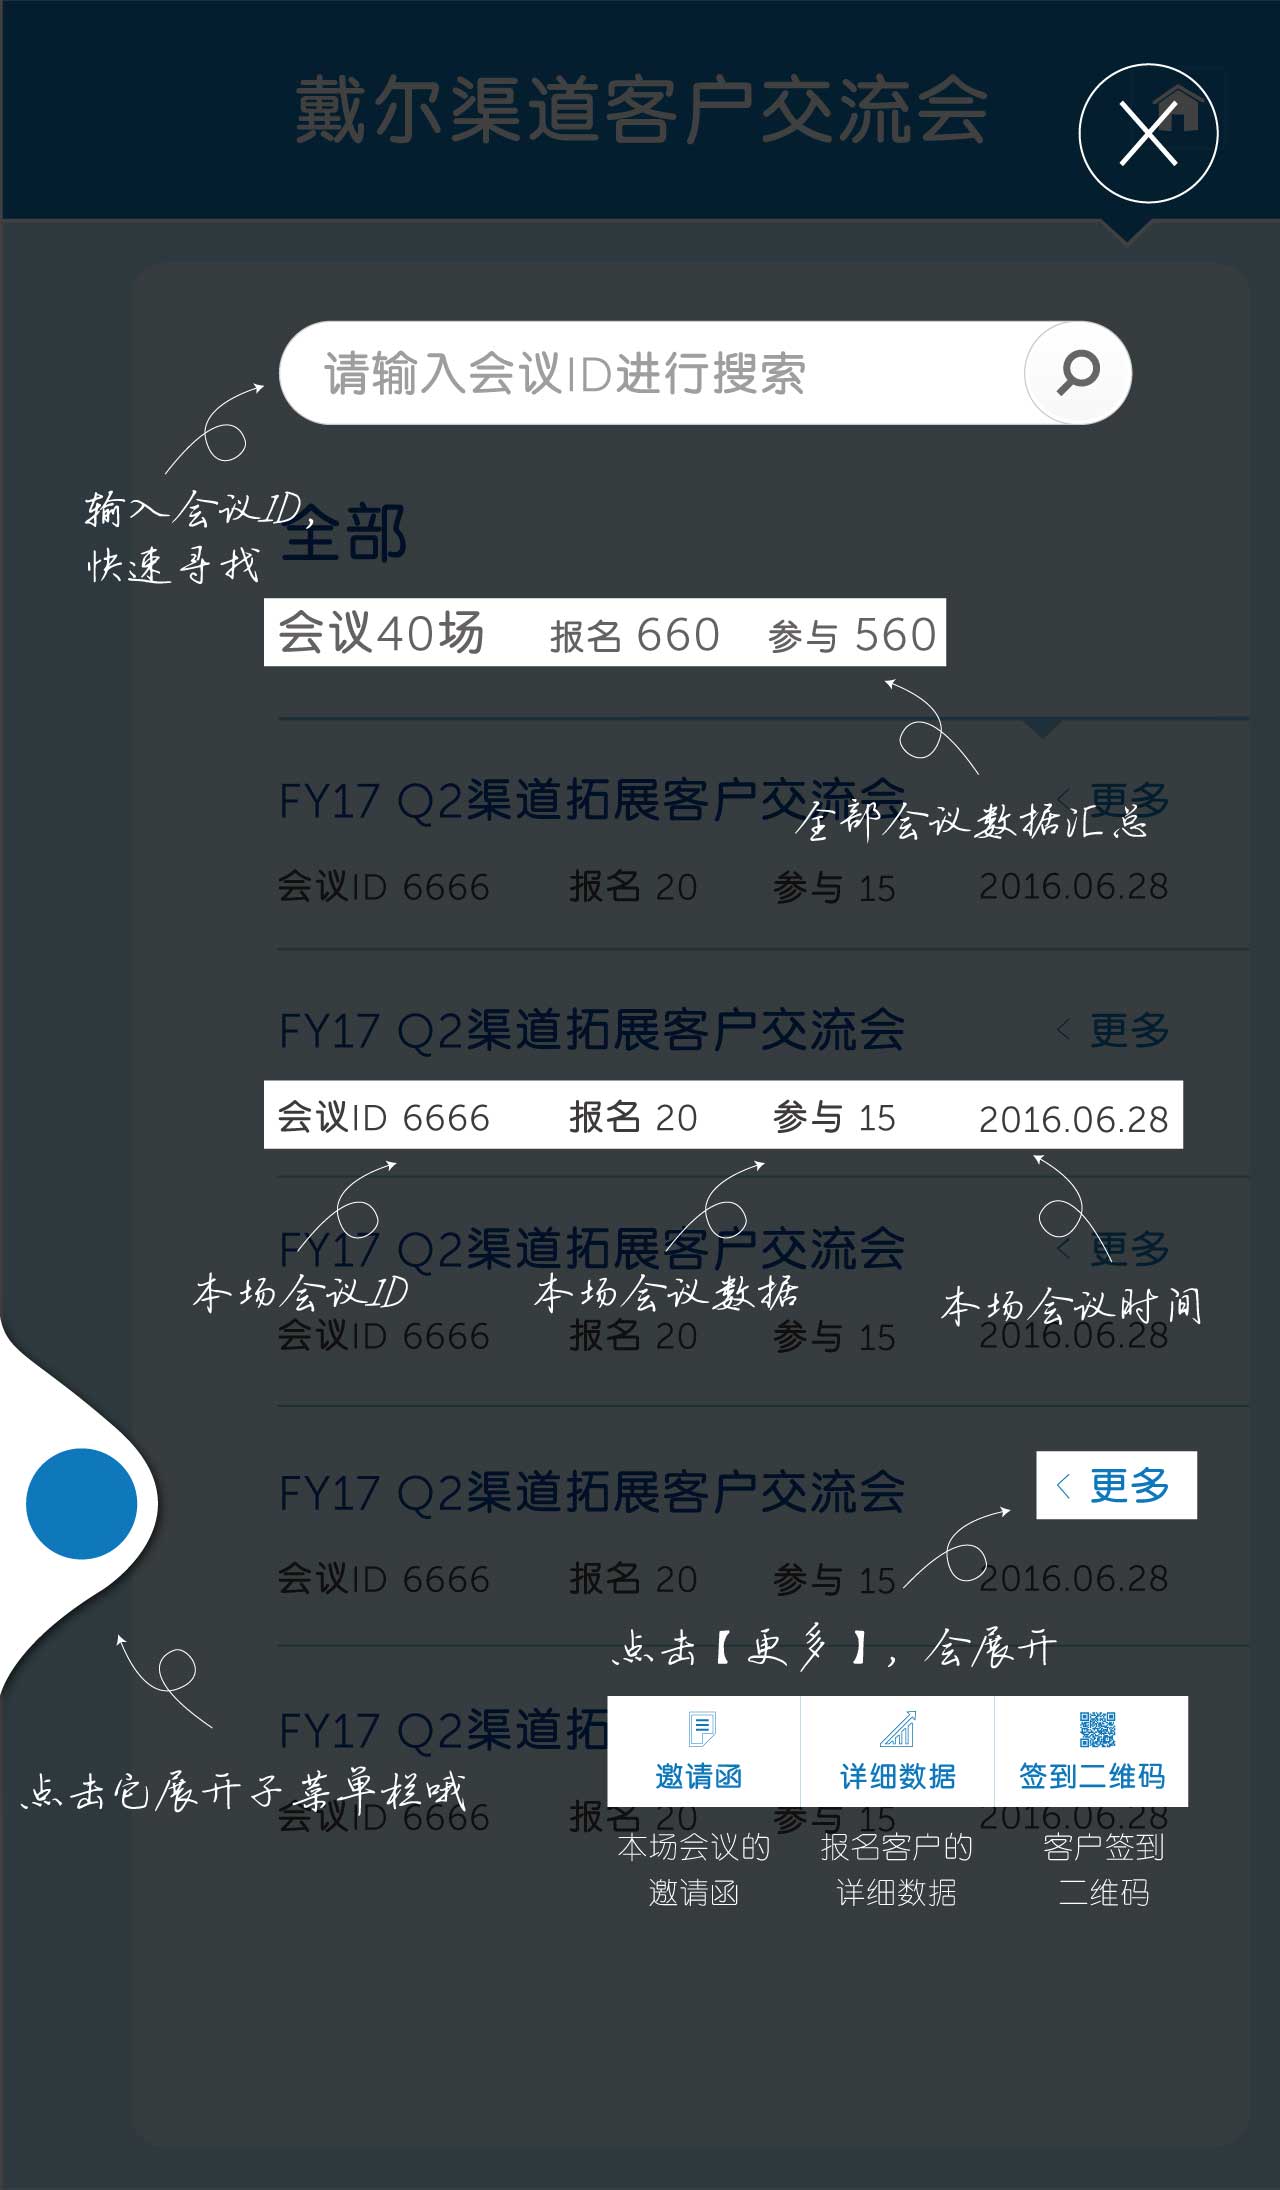 戴尔渠道客户交流会
请输入会议ID进行搜索
输入会议ID,
快速寻找
全部
会议40场 报名 660 参与 560
FY17 Q2渠道拓展客户交流会 < 更多
全部会议数据汇总
会议ID 6666 报名 20 参与 15 2016.06.28
FY17 Q2渠道拓展客户交流会 < 更多
会议ID 6666 报名 20 参与 15 2016.06.28
FY17 Q2渠道拓展客户交流会 < 更多
本场会议ID 本场会议数据 本场会议时间
会议ID 6666 报名 20 参与 15 2016.06.28
FY17 Q2渠道拓展客户交流会 < 更多
会议ID 6666 报名 20 参与 15 2016.06.28
点击【更多】,会展开
FY17 Q2渠道拓
邀请函 详细数据 签到二维码
点击它展开子菜单栏哦
会议ID 6666 报名 20 参与 15 2016.06.28
本场会议的 报名客户的 客户签到
邀请函 详细数据 二维码